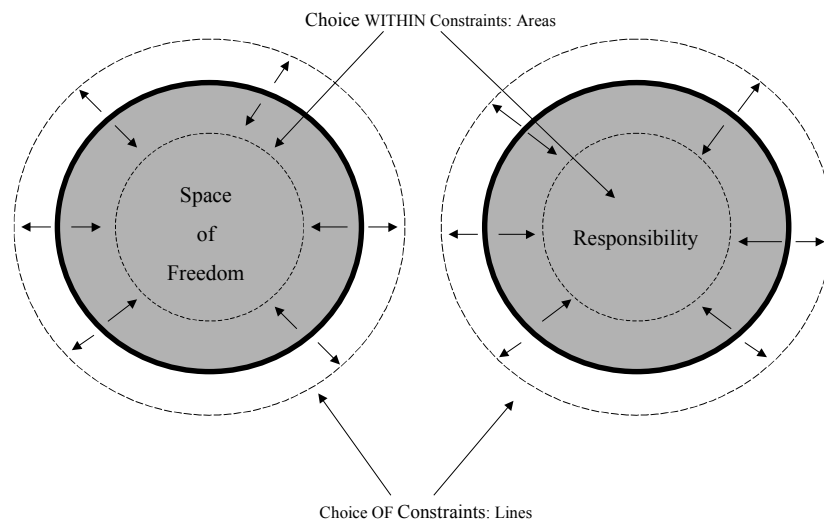 Choice WITHIN Constraints: Areas
Space
of
Freedom
Responsibility
Choice OF Constraints: Lines